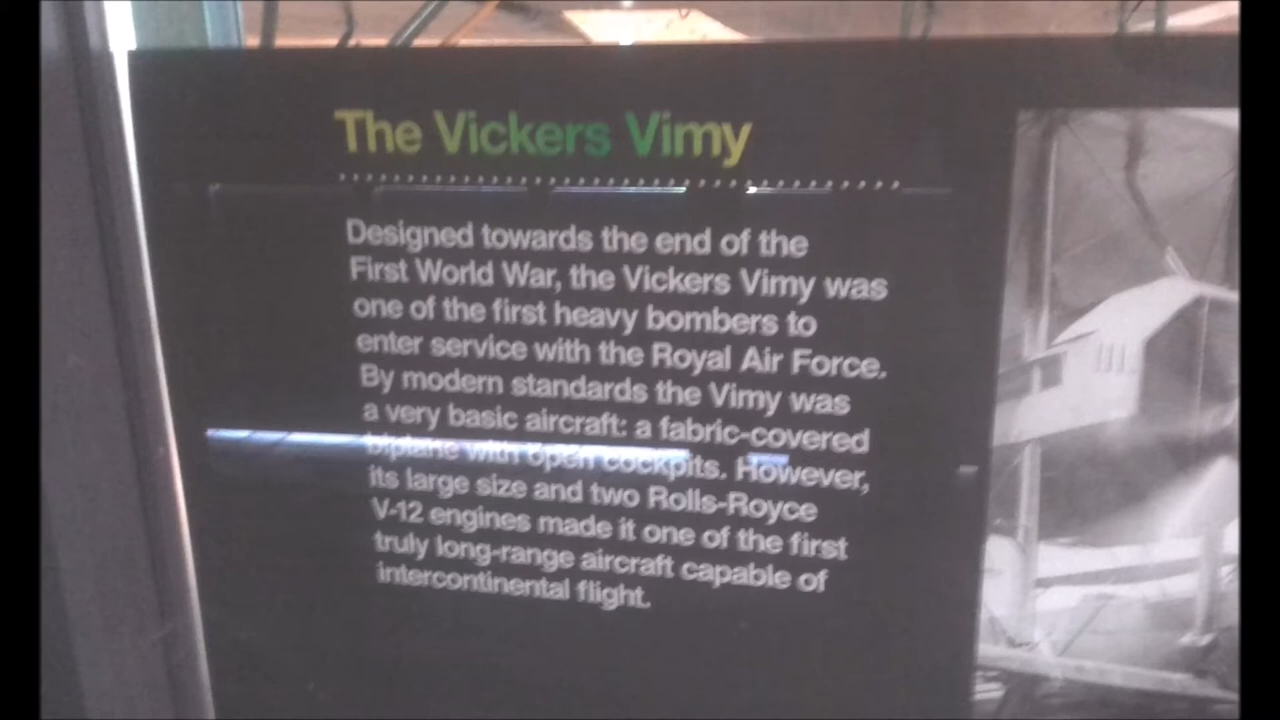 The Vickers Vimy
Designed towards the end of the
First World War, the Vickers Vimy was
one of the first heavy bombers to
enter service with the Royal Air Force.
By modern standards the Vimy was
a very basic aircraft: a fabric-covered
biplane with open cockpits. However,
its large size and two Rolls-Royce
V-12 engines made it one of the first
truly long-range aircraft capable of
intercontinental flight.